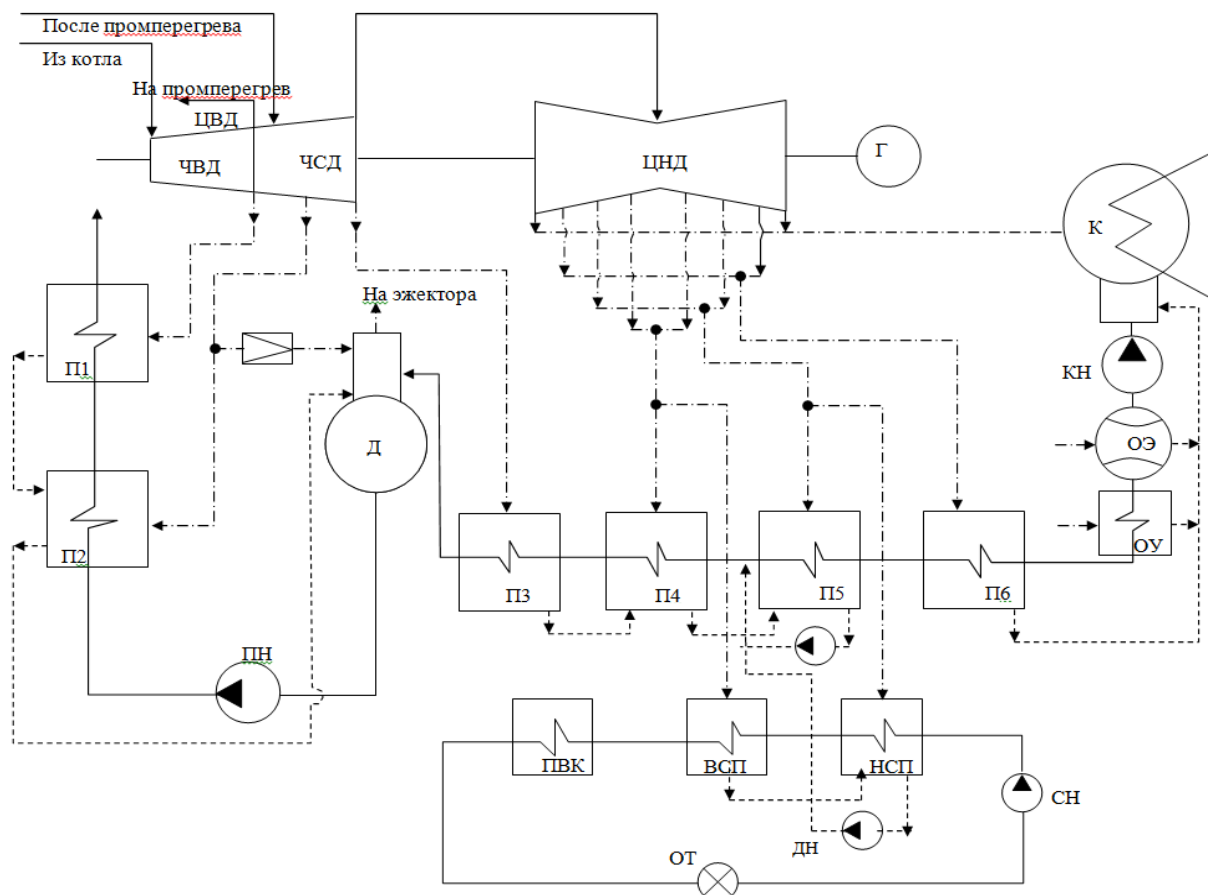 После промперегрева
Из котла
На промперегрев
ЦВД
ЧВД
ЧСД
ЦНД
Г
К
На эжектора
П1
КН
Д
ОЭ
П2
ОУ
П3
П4
П5
П6
ПН
ПВК
ВСП
НСП
СН
ДН
ОТ